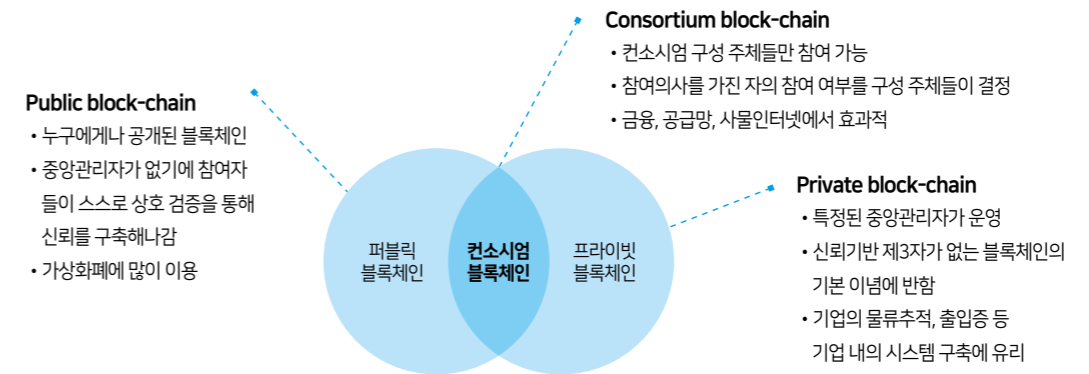 Consortium block-chain
• 컨소시엄 구성 주체들만 참여 가능
• 참여의사를 가진 자의 참여 여부를 구성 주체들이 결정
• 금융, 공급망, 사물인터넷에서 효과적
Public block-chain
• 누구에게나 공개된 블록체인
• 중앙관리자가 없기에 참여자
들이 스스로 상호 검증을 통해
신뢰를 구축해나감
• 가상화폐에 많이 이용
Private block-chain
• 특정된 중앙관리자가 운영
• 신뢰기반 제3자가 없는 블록체인의
기본 이념에 반함
• 기업의 물류추적, 출입증 등
기업 내의 시스템 구축에 유리
퍼블릭
블록체인
컨소시엄
블록체인
프라이빗
블록체인